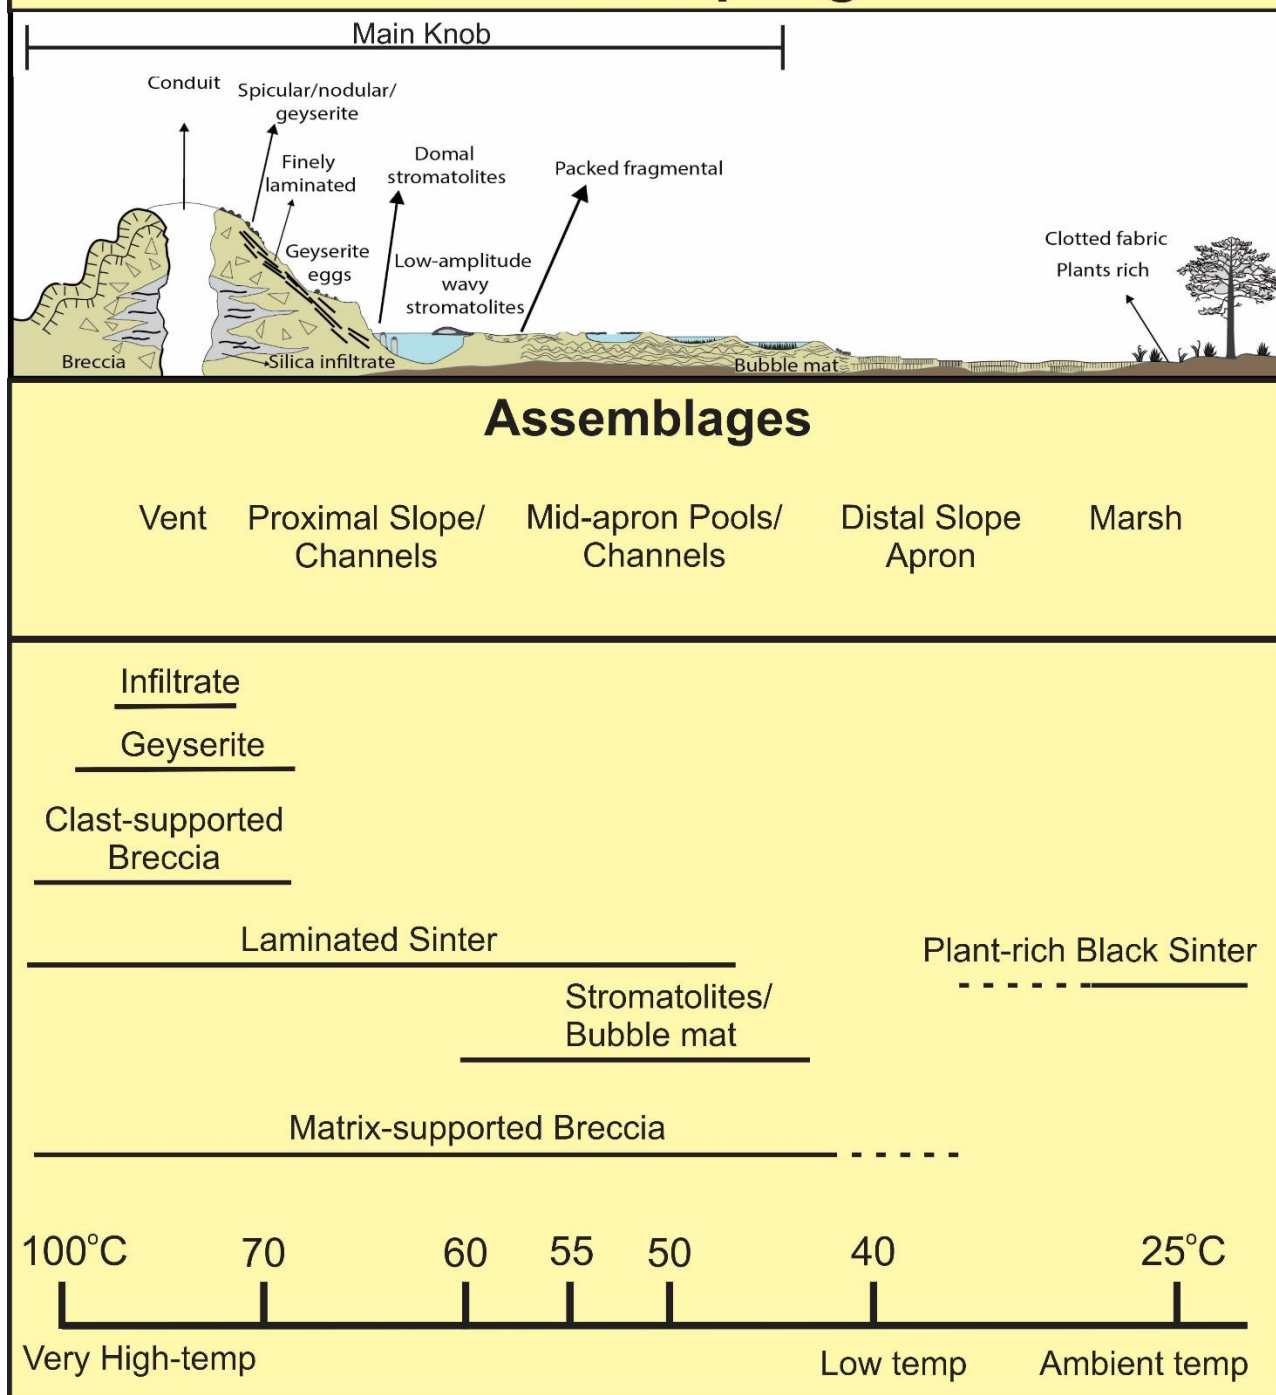 Main Knob
Conduit
Spicular/nodular/
geyserite
Finely
laminated
Domal
stromatolites
Packed fragmental
Geyserite
eggs
Low-amplitude
wavy
stromatolites
Clotted fabric
Plants rich
Breccia
Silica infiltrate
Bubble mat
Assemblages
Vent
Proximal Slope/
Channels
Mid-apron Pools/
Channels
Distal Slope
Apron
Marsh
Infiltrate
Geyserite
Clast-supported
Breccia
Laminated Sinter
Plant-rich Black Sinter
Stromatolites/
Bubble mat
Matrix-supported Breccia
100°C 70 60 55 50 40 25°C
Very High-temp Low temp Ambient temp